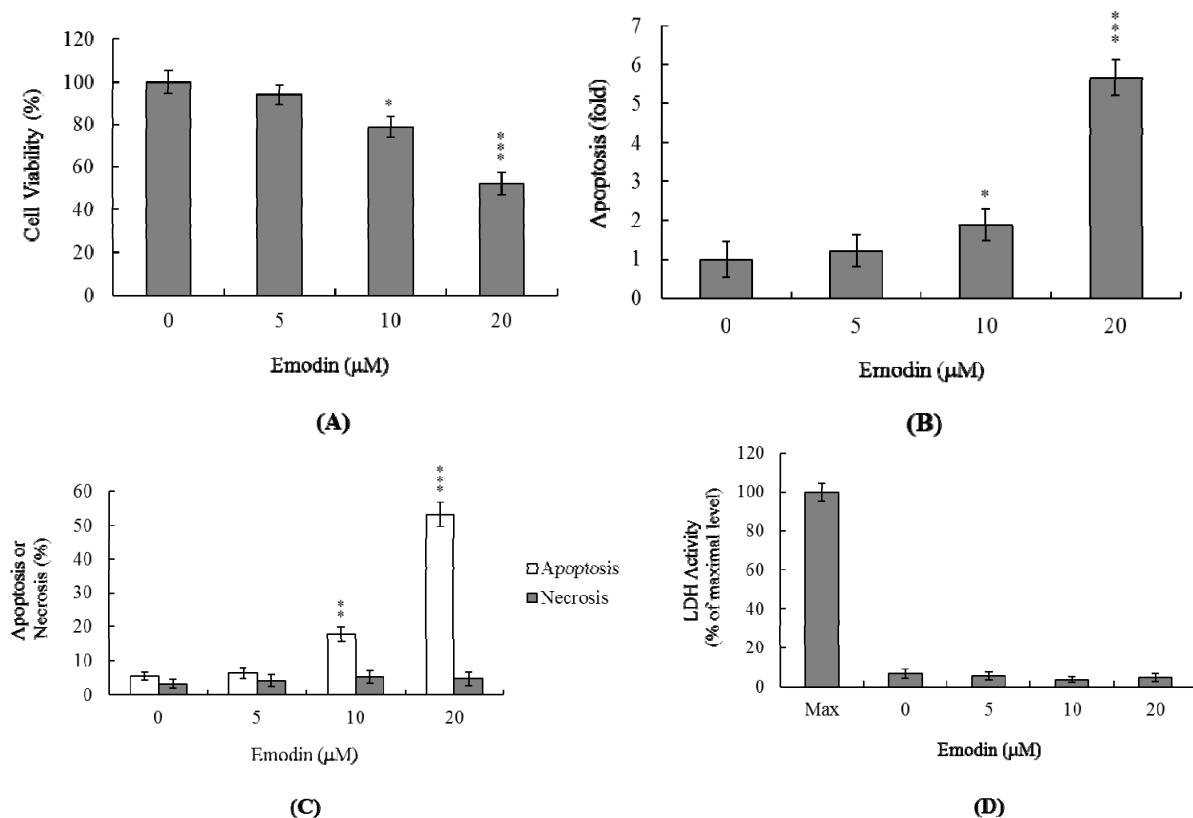 120
100
80
60
40
20
0
Cell Viability (%)
*
***
0 5 10 20
Emodin (μM)
(A)
7
6
5
4
3
2
1
0
Apoptosis (fold)
*
***
0 5 10 20
Emodin (μM)
(B)
60
50
40
30
20
10
0
Apoptosis or
Necrosis (%)
**
***
Apoptosis
Necrosis
0 5 10 20
Emodin (μM)
(C)
120
100
80
60
40
20
0
LDH Activity
(% of maximal level)
Max 0 5 10 20
Emodin (μM)
(D)